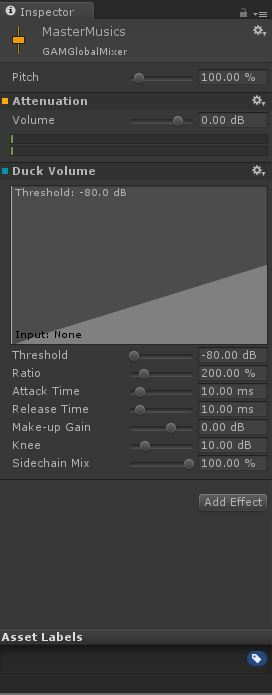 Inspector
MasterMusics
GAMGlobalMixer
Pitch 100.00 %
Attenuation
Volume 0.00 dB
Duck Volume
Threshold: -80.0 dB
Input: None
Threshold -80.00 dB
Ratio 200.00 %
Attack Time 10.00 ms
Release Time 10.00 ms
Make-up Gain 0.00 dB
Knee 10.00 dB
Sidechain Mix 100.00 %
Add Effect
Asset Labels